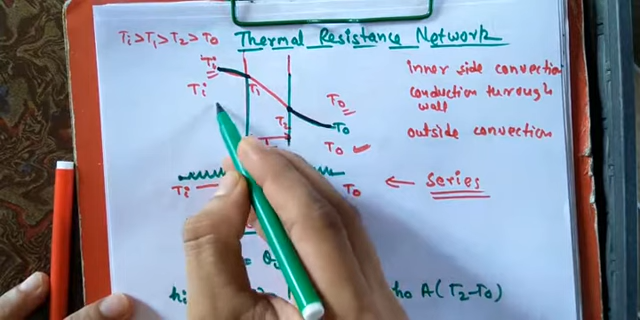 Ti>T1>T2>To Thermal Resistance Network
Ti
Ti
T1
inner side convection
conduction through wall
outside convection
To
T2
To
To
Ti
To
← Series
= Q
hi
ho A(T2-To)